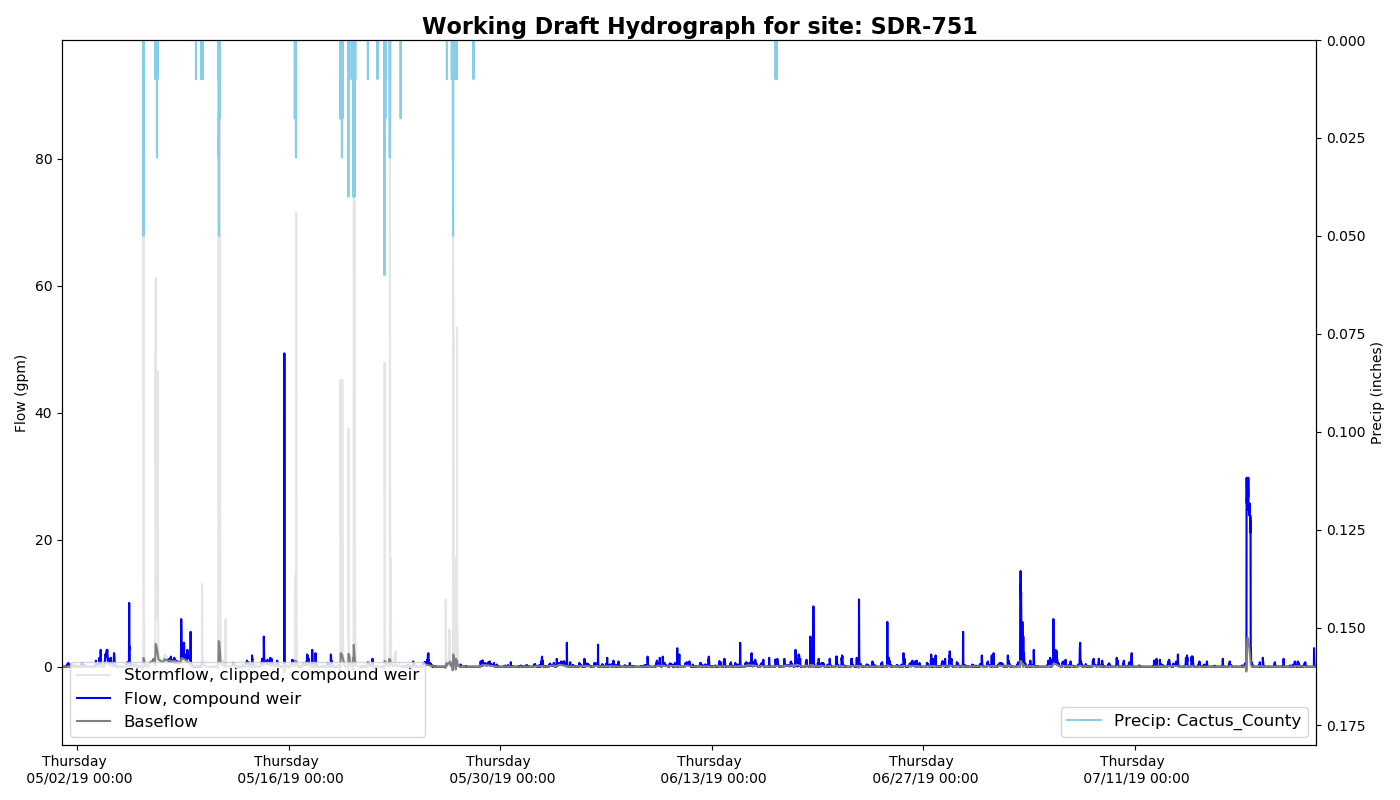 Working Draft Hydrograph for site: SDR-751
Flow (gpm)
80
60
40
20
0
0.000
0.025
0.050
0.075
0.100
0.125
0.150
0.175
Precip (inches)
Stormflow, clipped, compound weir
Flow, compound weir
Baseflow
Precip: Cactus_County
Thursday
05/02/19 00:00
Thursday
05/16/19 00:00
Thursday
05/30/19 00:00
Thursday
06/13/19 00:00
Thursday
06/27/19 00:00
Thursday
07/11/19 00:00